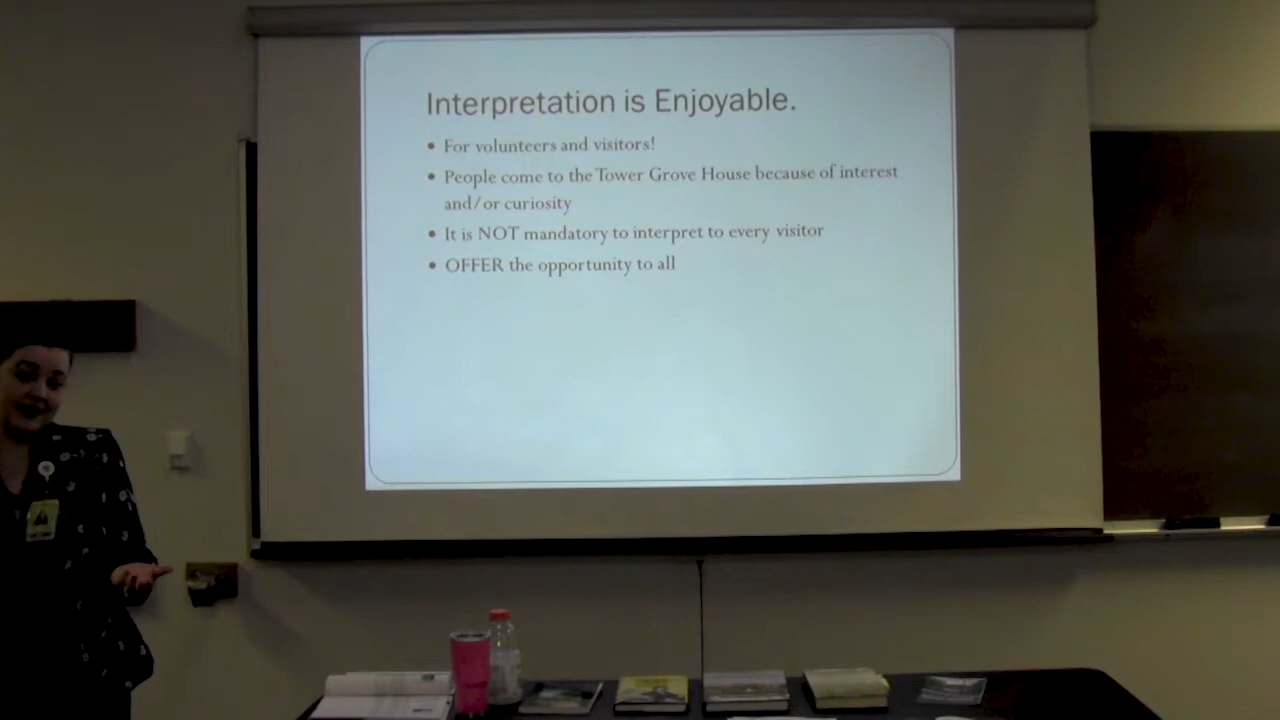 Interpretation is Enjoyable.
• For volunteers and visitors!
• People come to the Tower Grove House because of interest
and/or curiosity
• It is NOT mandatory to interpret to every visitor
• OFFER the opportunity to all